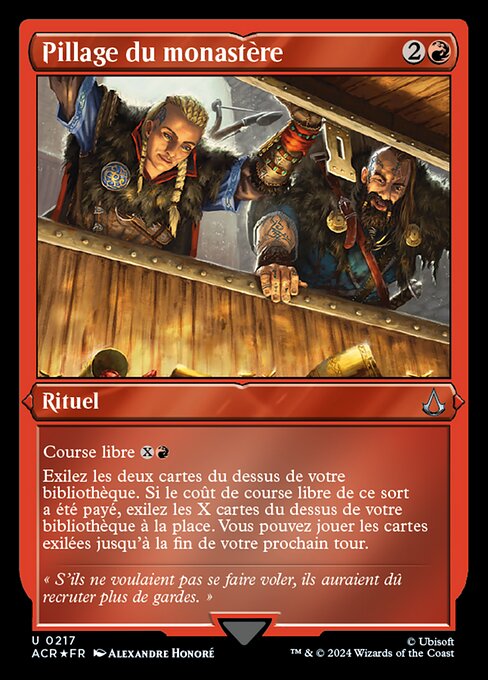 Pillage du monastère 2
Rituel
Course libre X
Exilez les deux cartes du dessus de votre
bibliothèque. Si le coût de course libre de ce sort
a été payé, exilez les X cartes du dessus de votre
bibliothèque à la place. Vous pouvez jouer les cartes
exilées jusqu'à la fin de votre prochain tour.
« S'ils ne voulaient pas se faire voler, ils auraient dû
recruter plus de gardes. »
U 0217
ACR★FR Alexandre Honoré
© Ubisoft
™ & © 2024 Wizards of the Coast